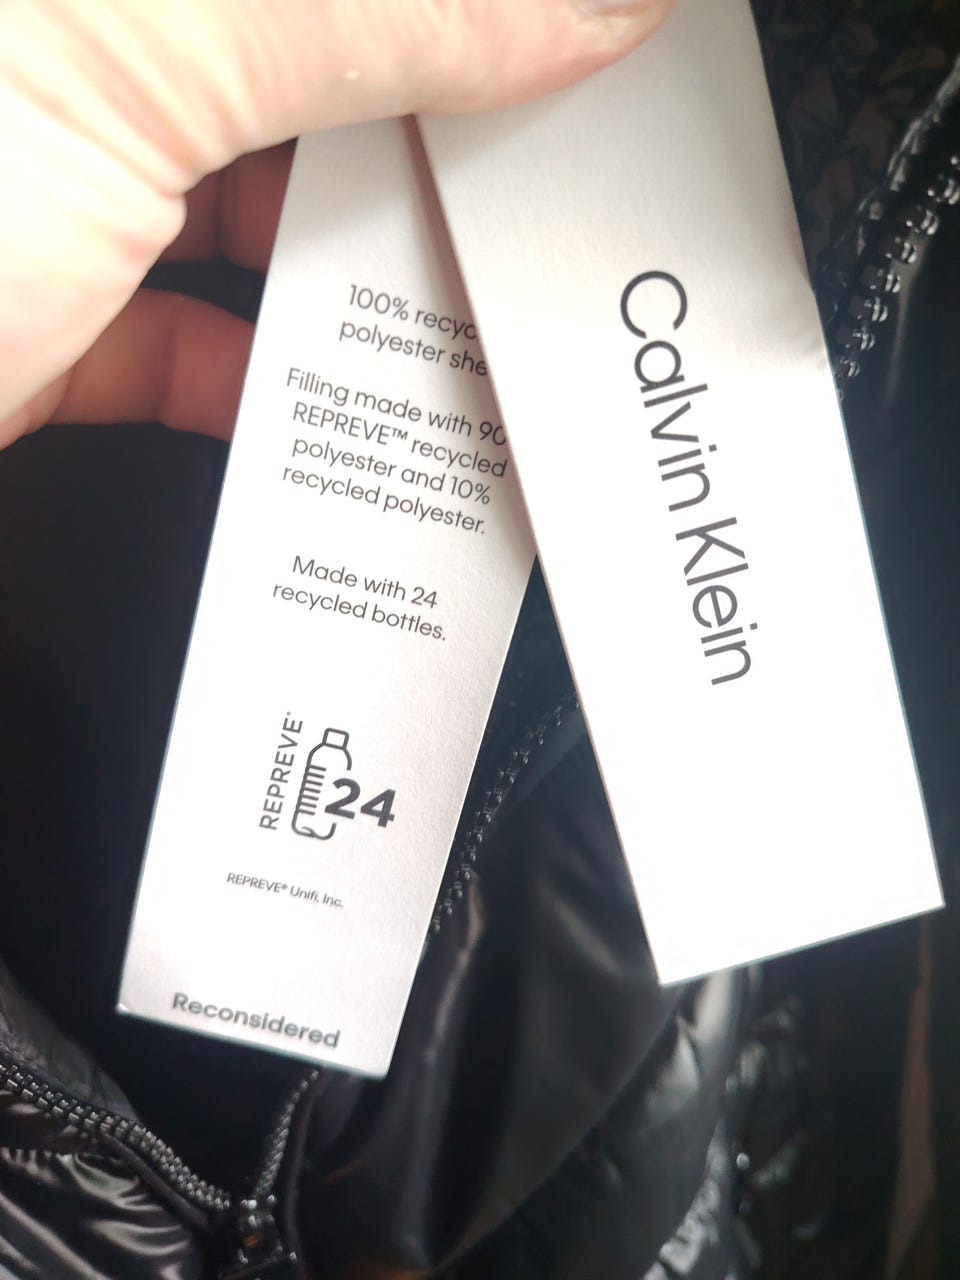 100% recyc
polyester she
Filling made with 90
REPREVE™ recycled
polyester and 10%
recycled polyester.
Made with 24
recycled bottles.
REPREVE®
24
REPREVE® Unifi, Inc.
Reconsidered
Calvin Klein